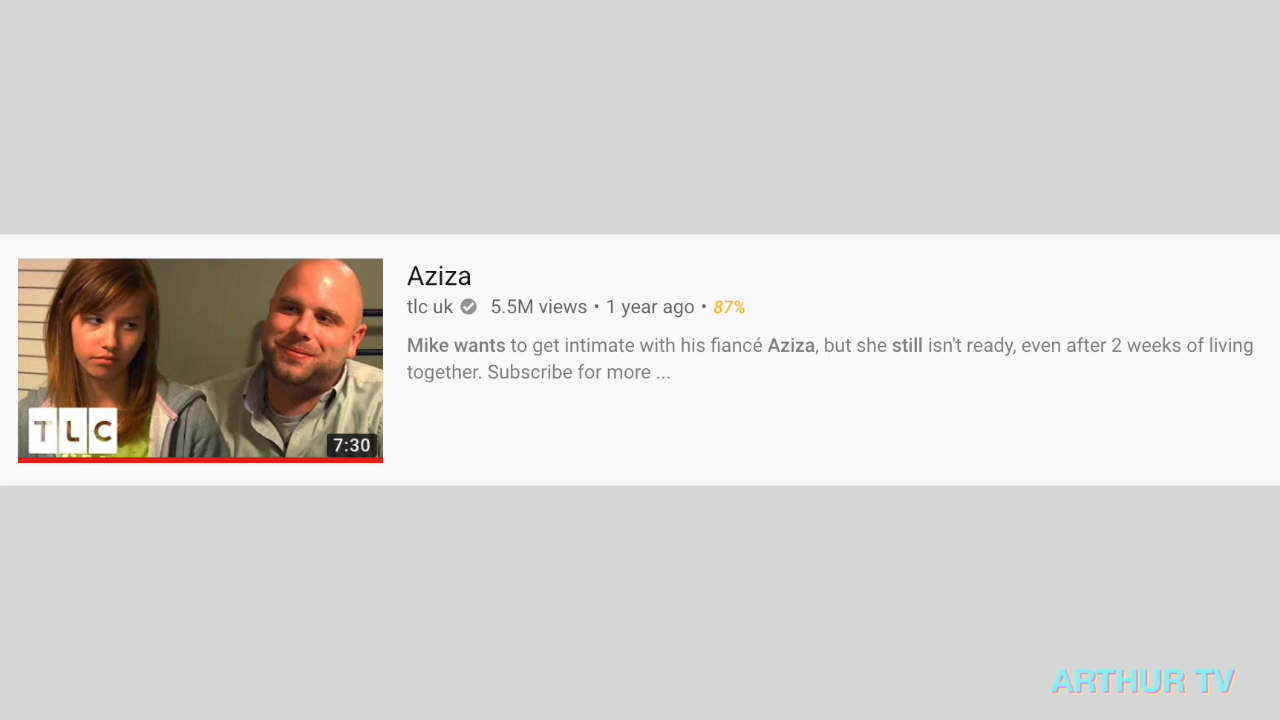 Aziza
tlc uk 5.5M views • 1 year ago • 87%
Mike wants to get intimate with his fiancé Aziza, but she still isn't ready, even after 2 weeks of living
together. Subscribe for more ...
TLC
7:30
ARTHUR TV